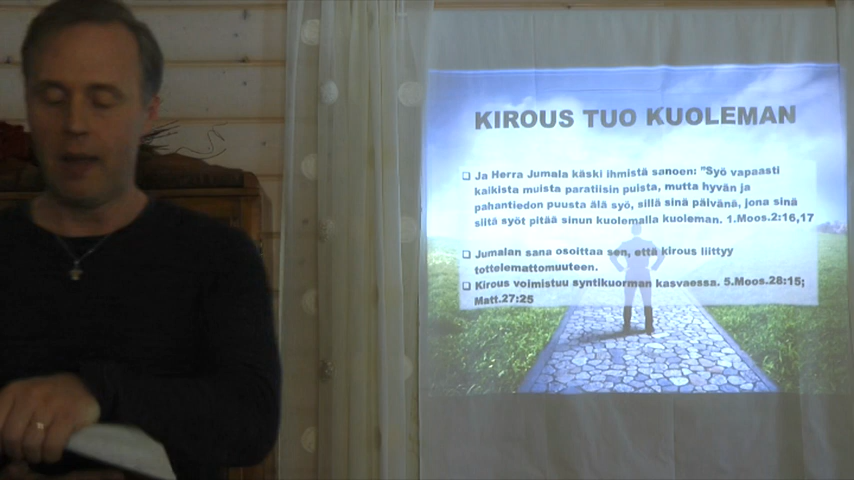 KIROUS TUO KUOLEMAN
❑ Ja Herra Jumala käski ihmistä sanoen: "Syö vapaasti
kaikista muista paratiisin puista, mutta hyvän ja
pahantiedon puusta älä syö, sillä sinä päivänä, jona sinä
siitä syöt pitää sinun kuolemalla kuoleman. 1.Moos.2:16,17
❑ Jumalan sana osoittaa sen, että kirous liittyy
tottelemattomuuteen.
❑ Kirous voimistuu syntikuorman kasvaessa. 5.Moos.28:15;
Matt.27:25